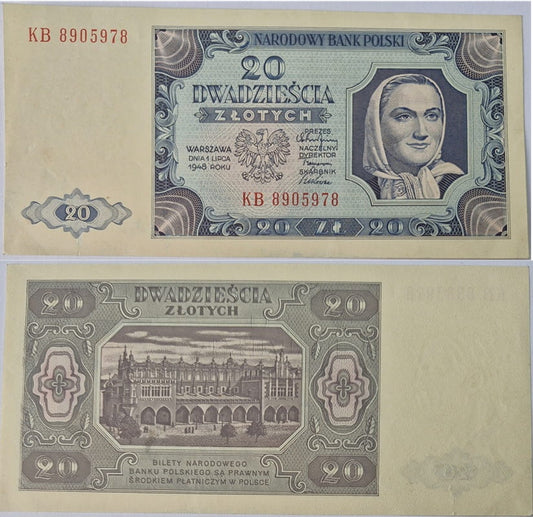 KB 8905978
NARODOWY BANK POLSKI
20
DWADZIEŚCIA
ZŁOTYCH
WARSZAWA
DNIA 1 LIPCA
1948 ROKU
PREZES
NACZELNY
DYREKTOR
SKARBNIK
KB 8905978
20
20 ZŁ 20
20 DWADZIEŚCIA 20
ZŁOTYCH
20 20
BILETY NARODOWEGO
BANKU POLSKIEGO SĄ PRAWNYM
ŚRODKIEM PŁATNICZYM W POLSCE